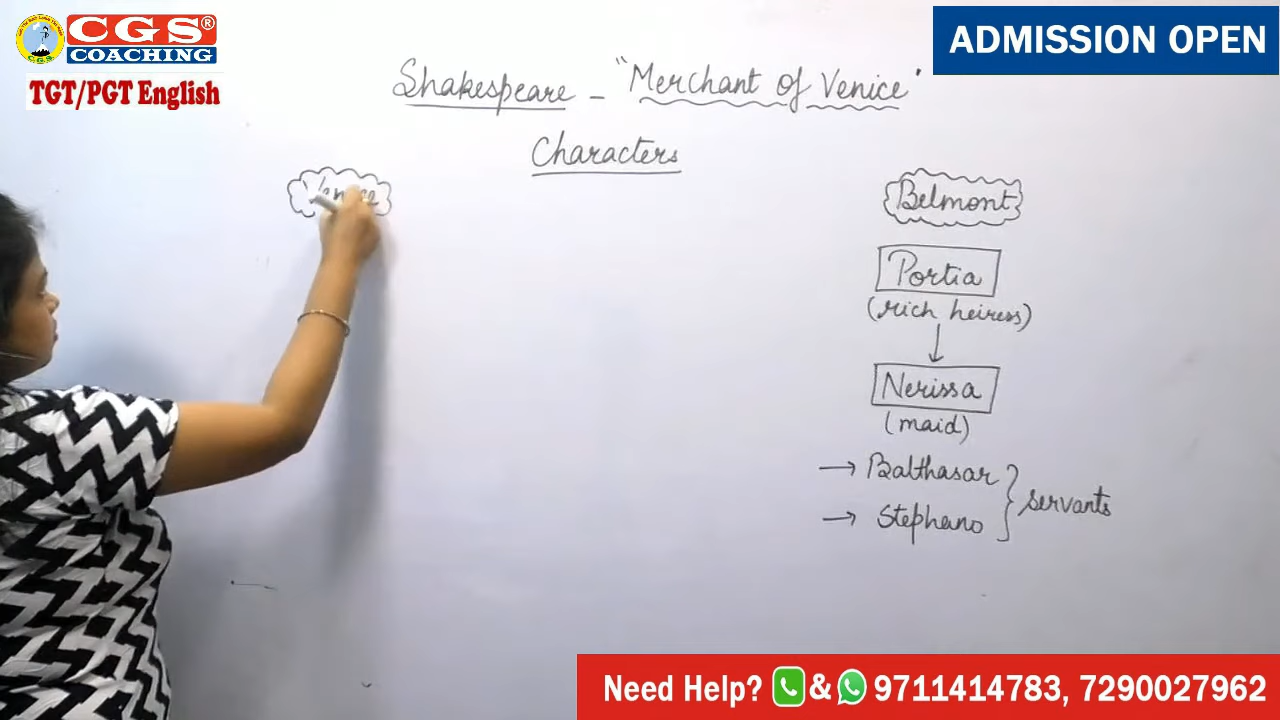 CGS®
COACHING
TGT/PGT English
ADMISSION OPEN
Shakespeare - "Merchant of Venice"
Characters
Venice
Belmont
Portia
(rich heiress)
Nerissa
(maid)
→ Balthasar
→ Stephano
servants
Need Help? & 9711414783, 7290027962